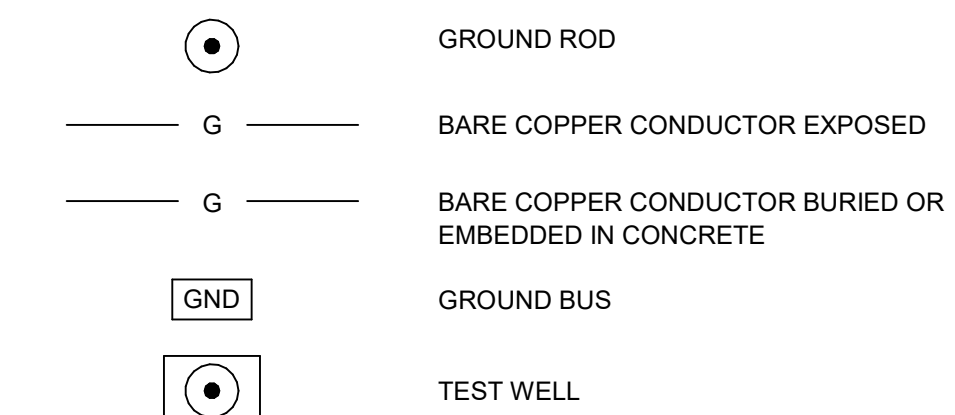 GROUND ROD
G BARE COPPER CONDUCTOR EXPOSED
G BARE COPPER CONDUCTOR BURIED OR
EMBEDDED IN CONCRETE
GND GROUND BUS
TEST WELL